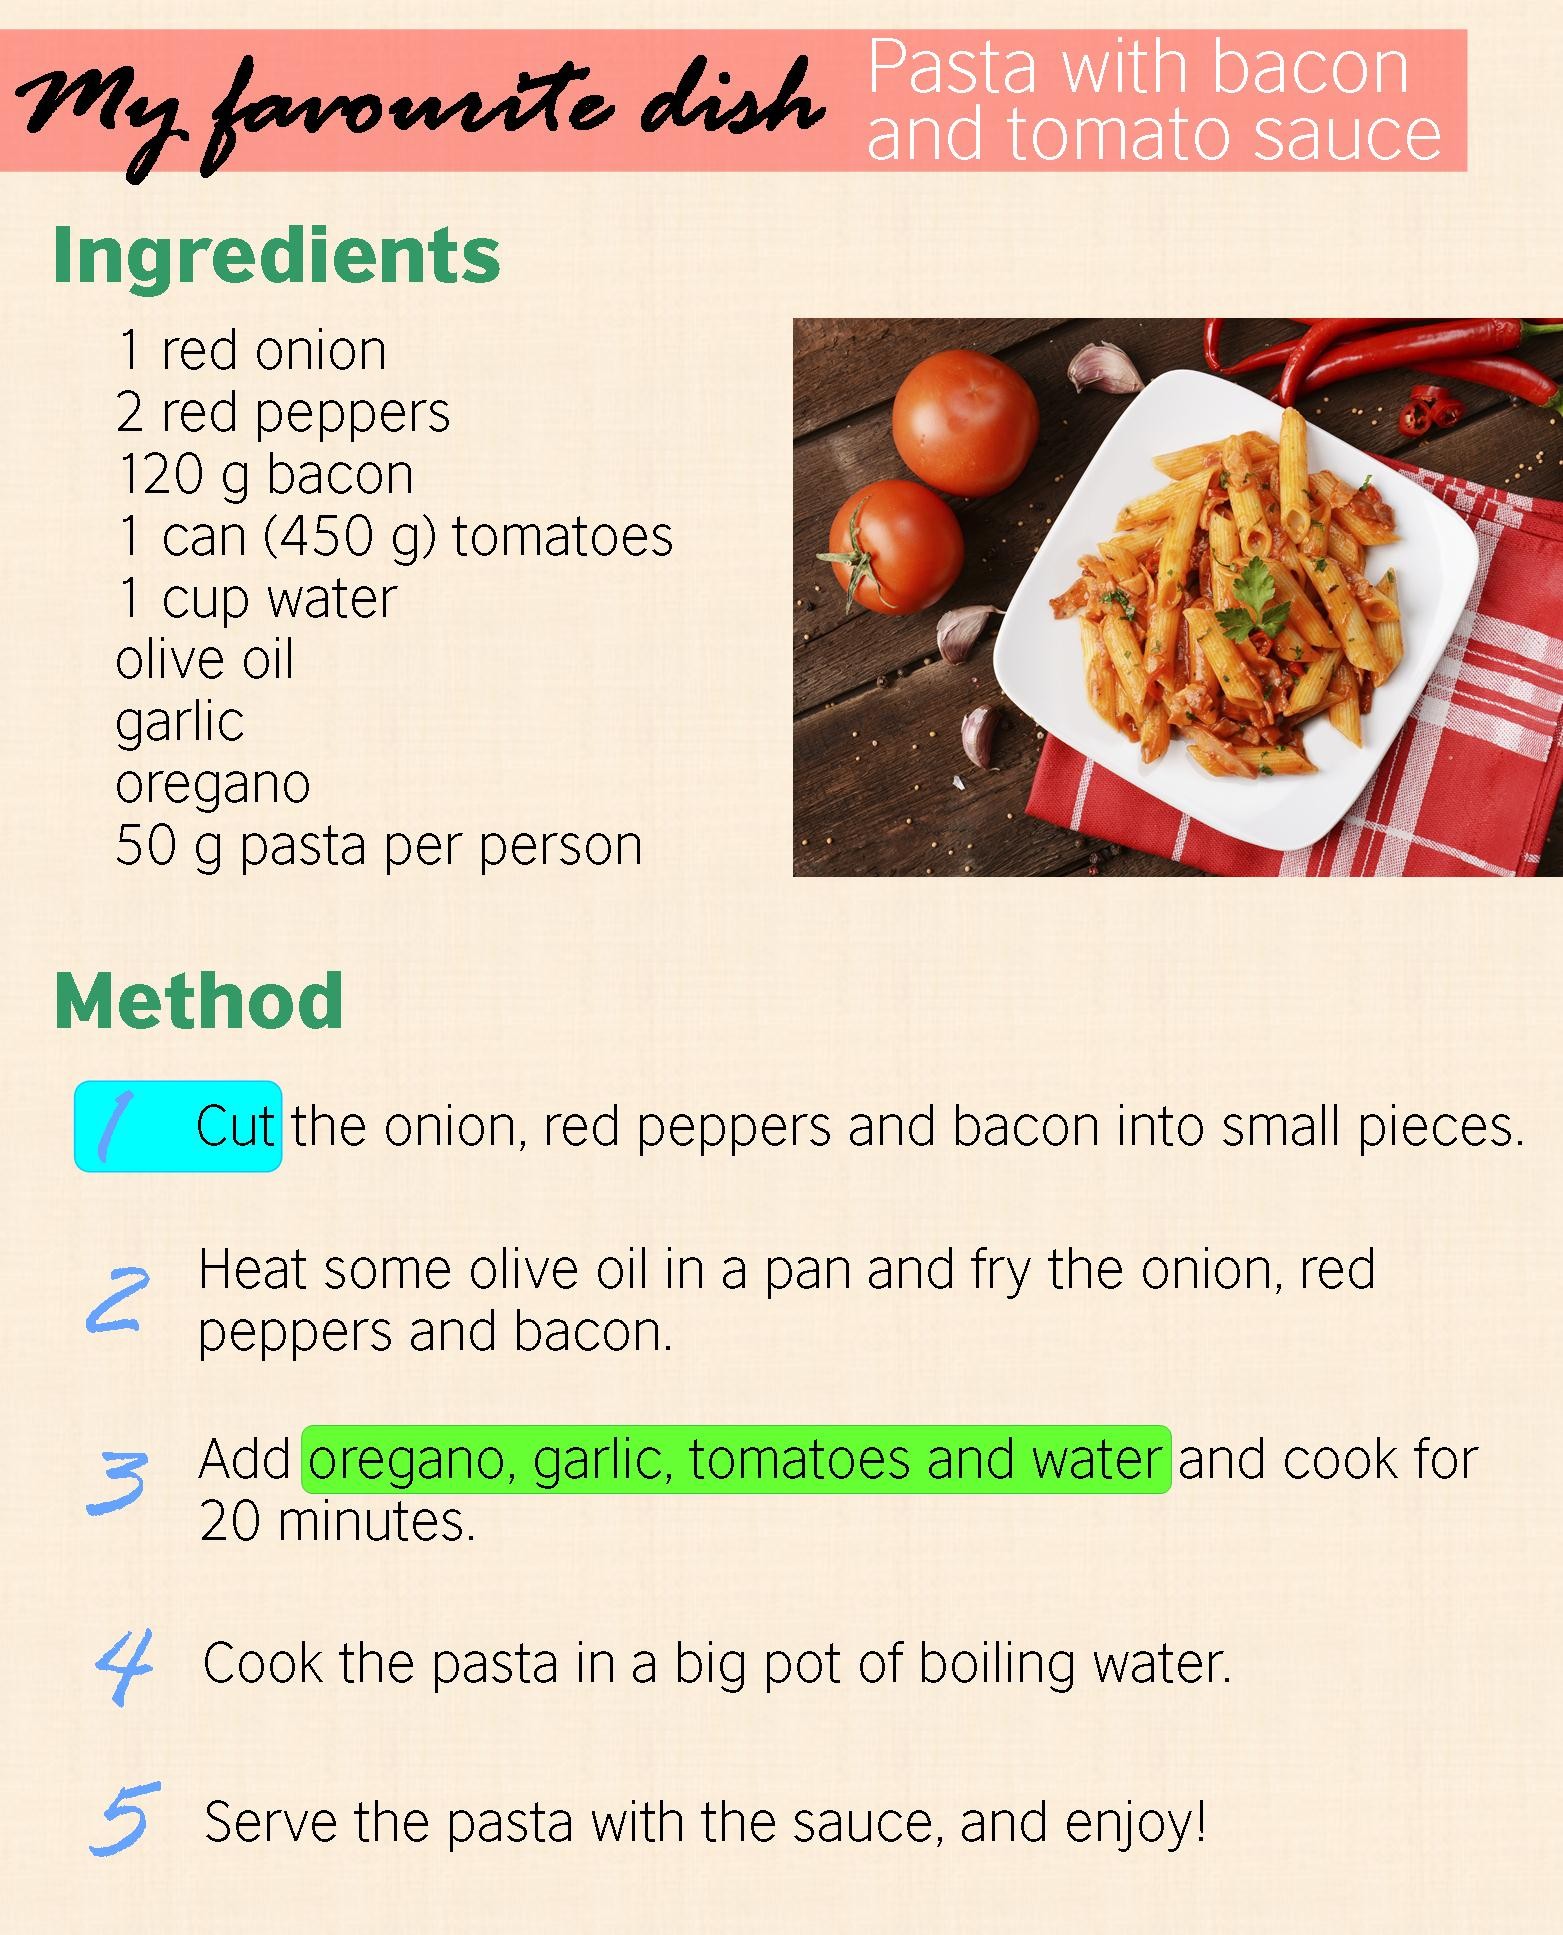 My favourite dish
Pasta with bacon
and tomato sauce
Ingredients
1 red onion
2 red peppers
120 g bacon
1 can (450 g) tomatoes
1 cup water
olive oil
garlic
oregano
50 g pasta per person
Method
1 Cut the onion, red peppers and bacon into small pieces.
2 Heat some olive oil in a pan and fry the onion, red
peppers and bacon.
3 Add oregano, garlic, tomatoes and water and cook for
20 minutes.
4 Cook the pasta in a big pot of boiling water.
5 Serve the pasta with the sauce, and enjoy!